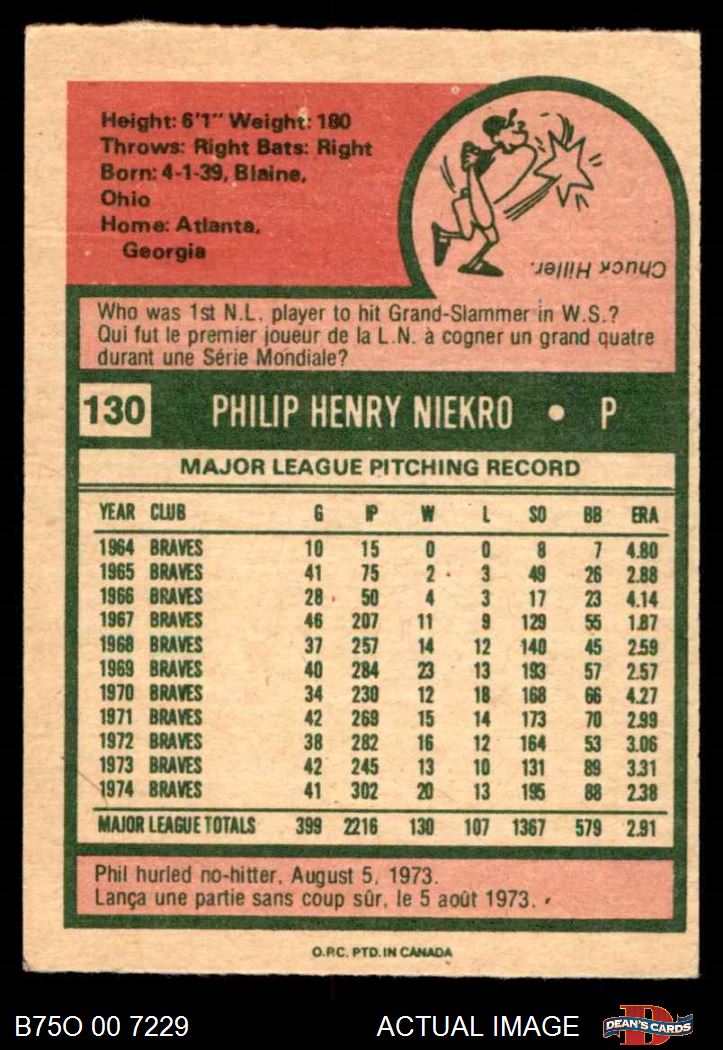 Height: 6'1" Weight: 180
Throws: Right Bats: Right
Born: 4-1-39, Blaine,
Ohio
Home: Atlanta,
Georgia
Chuck Hiller.
Who was 1st N.L. player to hit Grand-Slammer in W.S.?
Qui fut le premier joueur de la L.N. à cogner un grand quatre
durant une Série Mondiale?
130 PHILIP HENRY NIEKRO • P
MAJOR LEAGUE PITCHING RECORD
YEAR CLUB G IP W L SO BB ERA
1964 BRAVES 10 15 0 0 8 7 4.80
1965 BRAVES 41 75 2 3 49 26 2.88
1966 BRAVES 28 50 4 3 17 23 4.14
1967 BRAVES 46 207 11 9 129 55 1.87
1968 BRAVES 37 257 14 12 140 45 2.59
1969 BRAVES 40 284 23 13 193 57 2.57
1970 BRAVES 34 230 12 18 168 66 4.27
1971 BRAVES 42 269 15 14 173 70 2.99
1972 BRAVES 38 282 16 12 164 53 3.06
1973 BRAVES 42 245 13 10 131 89 3.31
1974 BRAVES 41 302 20 13 195 88 2.38
MAJOR LEAGUE TOTALS 399 2216 130 107 1367 579 2.91
Phil hurled no-hitter, August 5, 1973.
Lança une partie sans coup sûr, le 5 août 1973.
O.P.C. PTD. IN CANADA
B75O 00 7229 ACTUAL IMAGE D DEAN'S CARDS